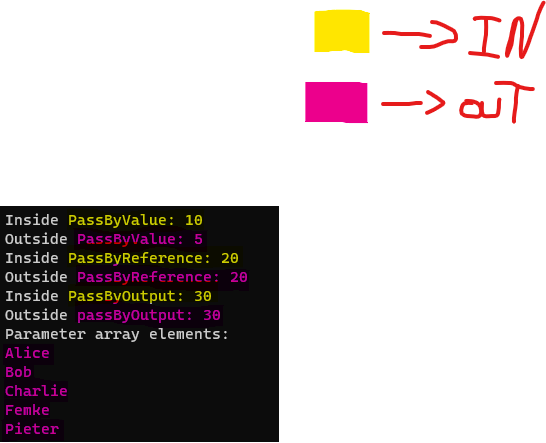 IN
OUT
Inside PassByValue: 10
Outside PassByValue: 5
Inside PassByReference: 20
Outside PassByReference: 20
Inside PassByOutput: 30
Outside passByOutput: 30
Parameter array elements:
Alice
Bob
Charlie
Femke
Pieter